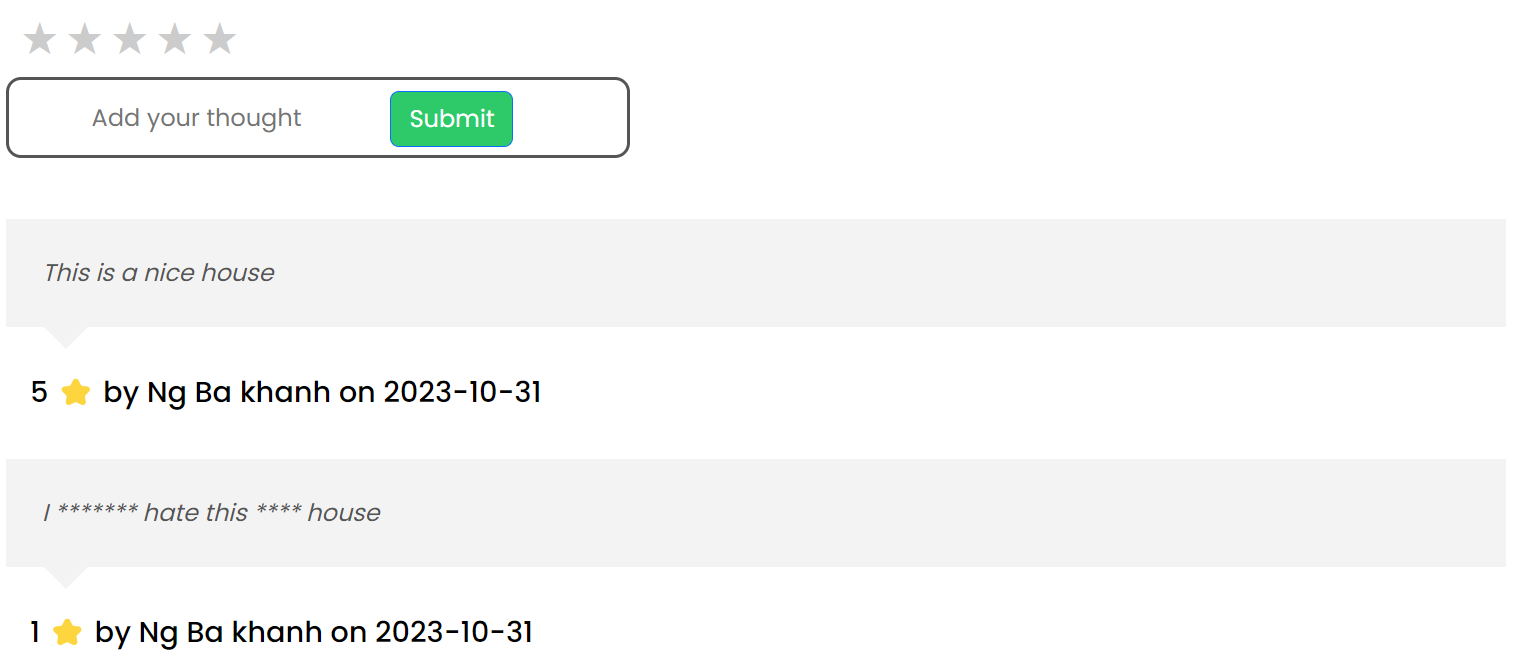 Add your thought Submit
This is a nice house
5 by Ng Ba khanh on 2023-10-31
I ******* hate this **** house
1 by Ng Ba khanh on 2023-10-31